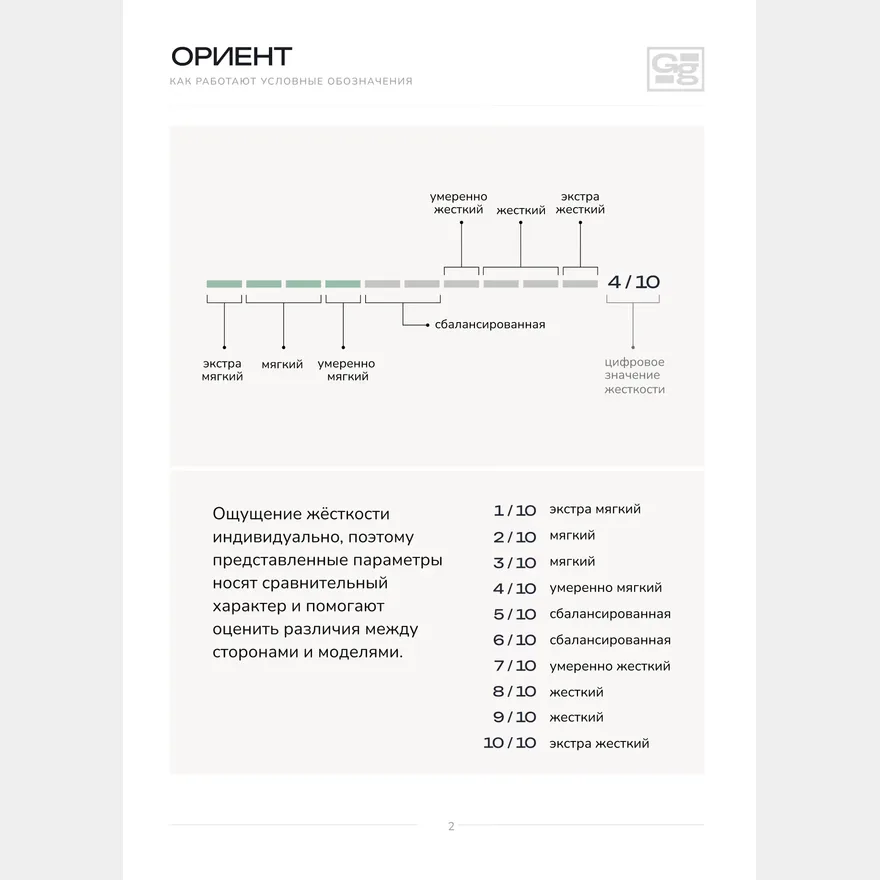 ОРИЕНТ
КАК РАБОТАЮТ УСЛОВНЫЕ ОБОЗНАЧЕНИЯ
Gg
умеренно
жесткий
жесткий
экстра
жесткий
4 / 10
сбалансированная
экстра
мягкий
мягкий
умеренно
мягкий
цифровое
значение
жесткости
Ощущение жёсткости
индивидуально, поэтому
представленные параметры
носят сравнительный
характер и помогают
оценить различия между
сторонами и моделями.
1 / 10 экстра мягкий
2 / 10 мягкий
3 / 10 мягкий
4 / 10 умеренно мягкий
5 / 10 сбалансированная
6 / 10 сбалансированная
7 / 10 умеренно жесткий
8 / 10 жесткий
9 / 10 жесткий
10 / 10 экстра жесткий
2